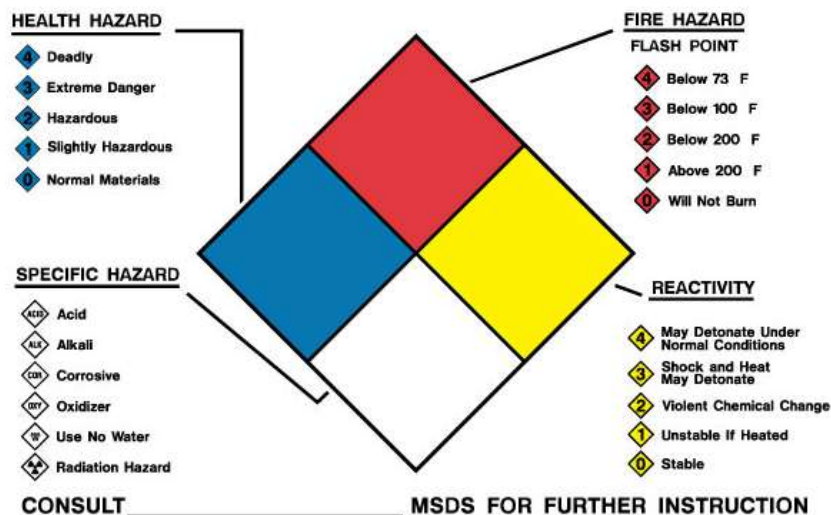 HEALTH HAZARD
4 Deadly
3 Extreme Danger
2 Hazardous
1 Slightly Hazardous
0 Normal Materials
FIRE HAZARD
FLASH POINT
4 Below 73 F
3 Below 100 F
2 Below 200 F
1 Above 200 F
0 Will Not Burn
SPECIFIC HAZARD
ACID Acid
ALK Alkali
COR Corrosive
OXY Oxidizer
Use No Water
Radiation Hazard
REACTIVITY
4 May Detonate Under
Normal Conditions
3 Shock and Heat
May Detonate
2 Violent Chemical Change
1 Unstable If Heated
0 Stable
CONSULT____________________MSDS FOR FURTHER INSTRUCTION